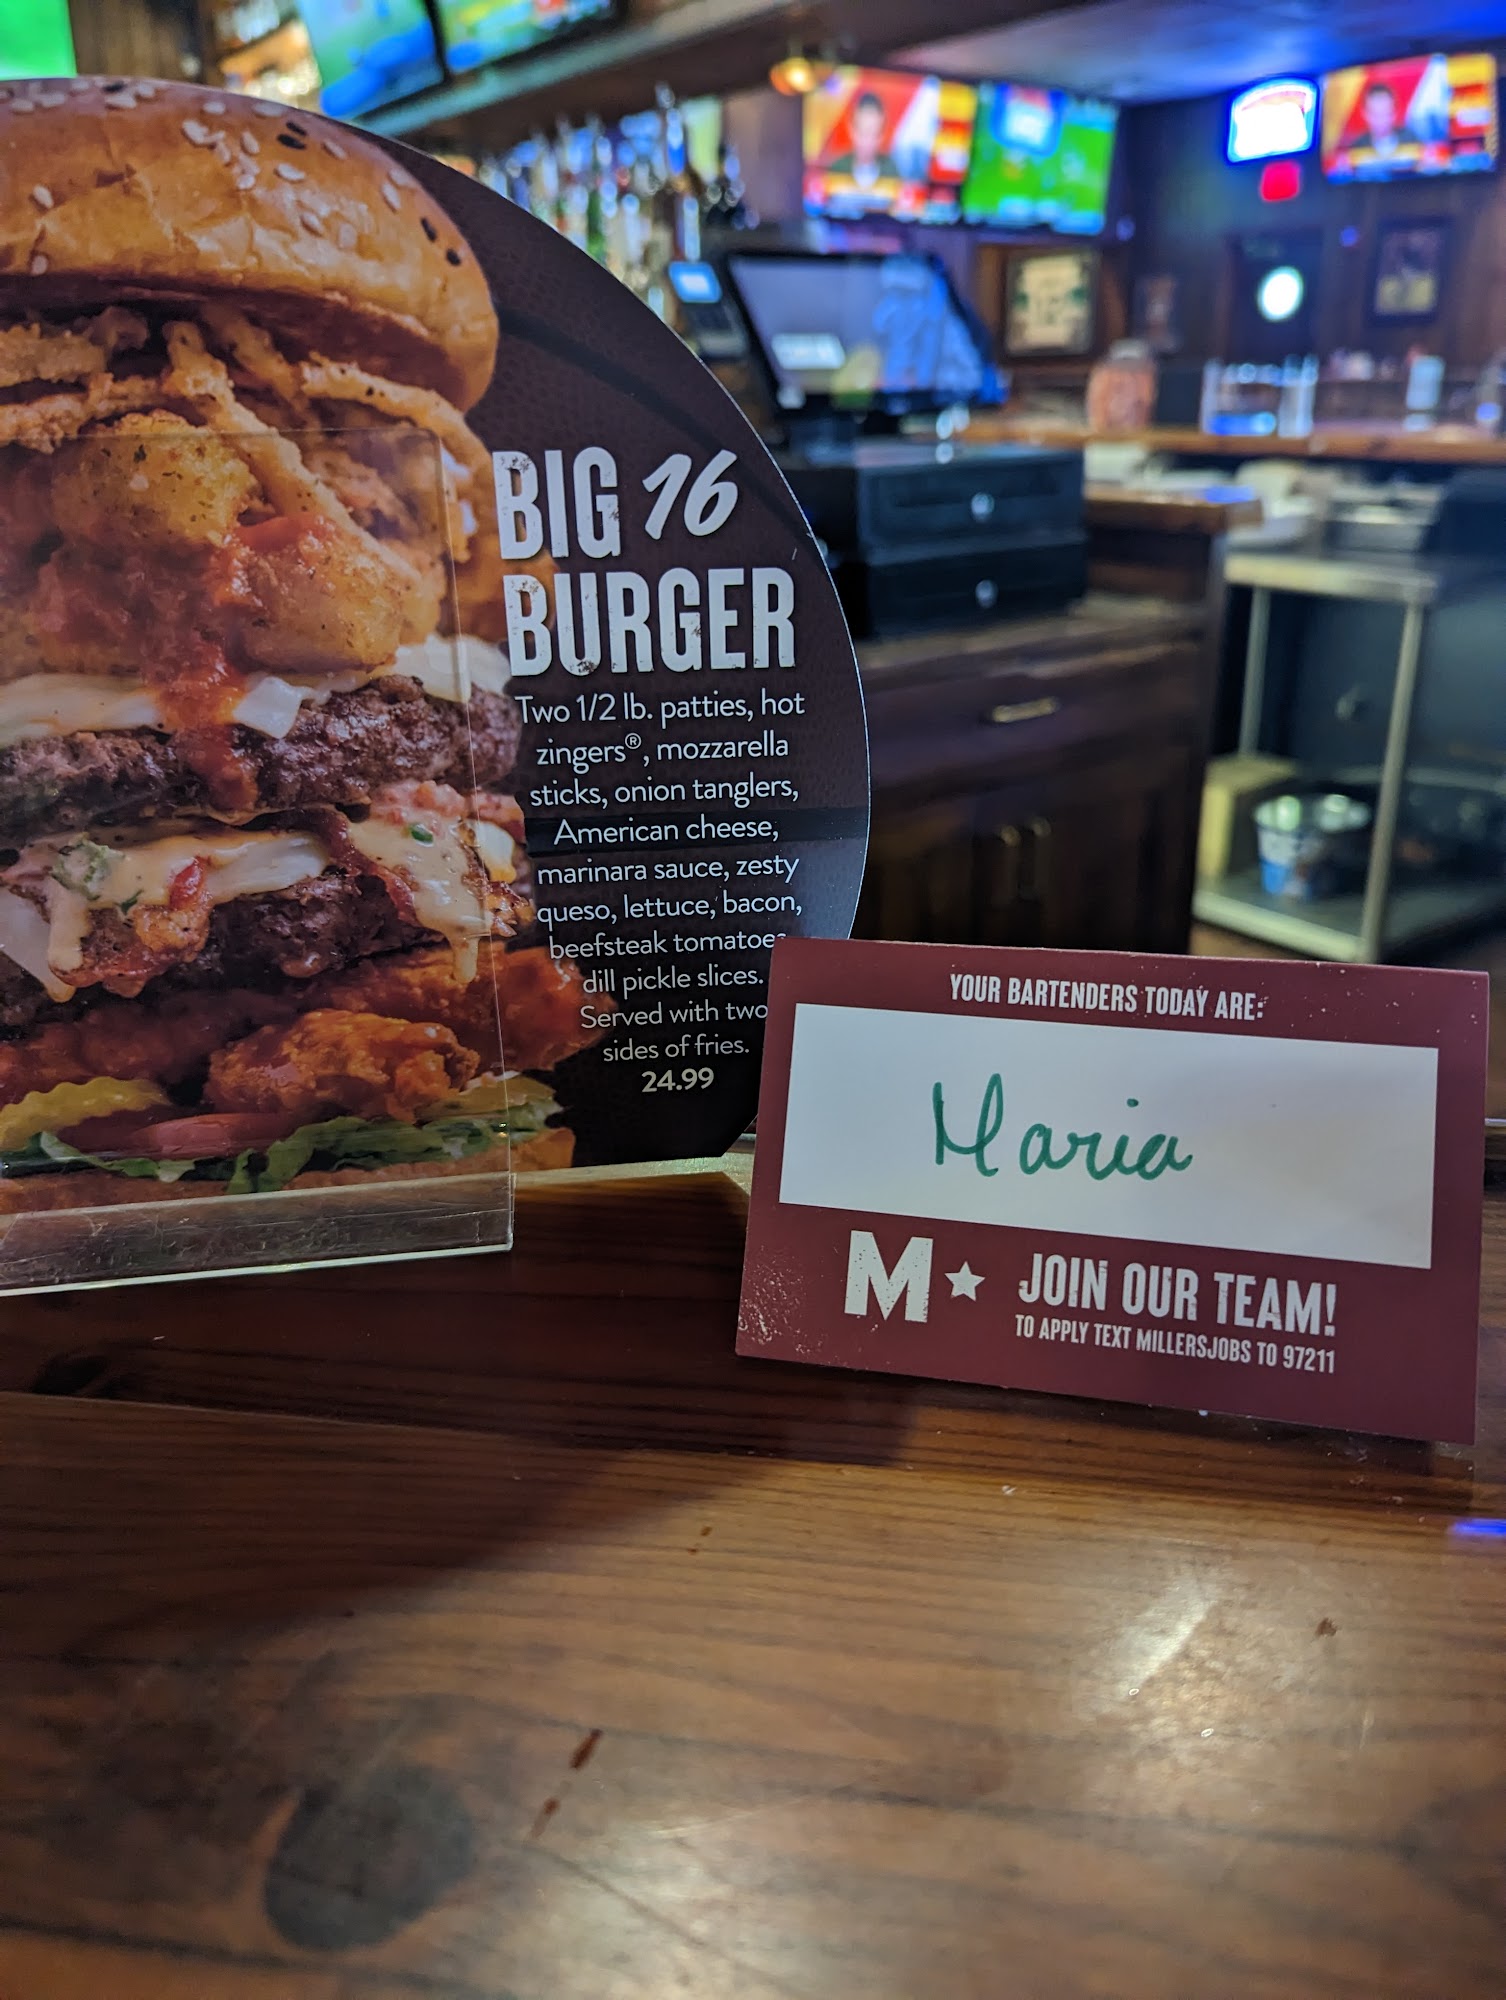 BIG 16
BURGER
Two 1/2 lb. patties, hot
zingers®, mozzarella
sticks, onion tanglers,
American cheese,
marinara sauce, zesty
queso, lettuce, bacon,
beefsteak tomatoes
dill pickle slices.
Served with two
sides of fries.
24.99
YOUR BARTENDERS TODAY ARE:
Maria
M JOIN OUR TEAM!
TO APPLY TEXT MILLERSJOBS TO 97211